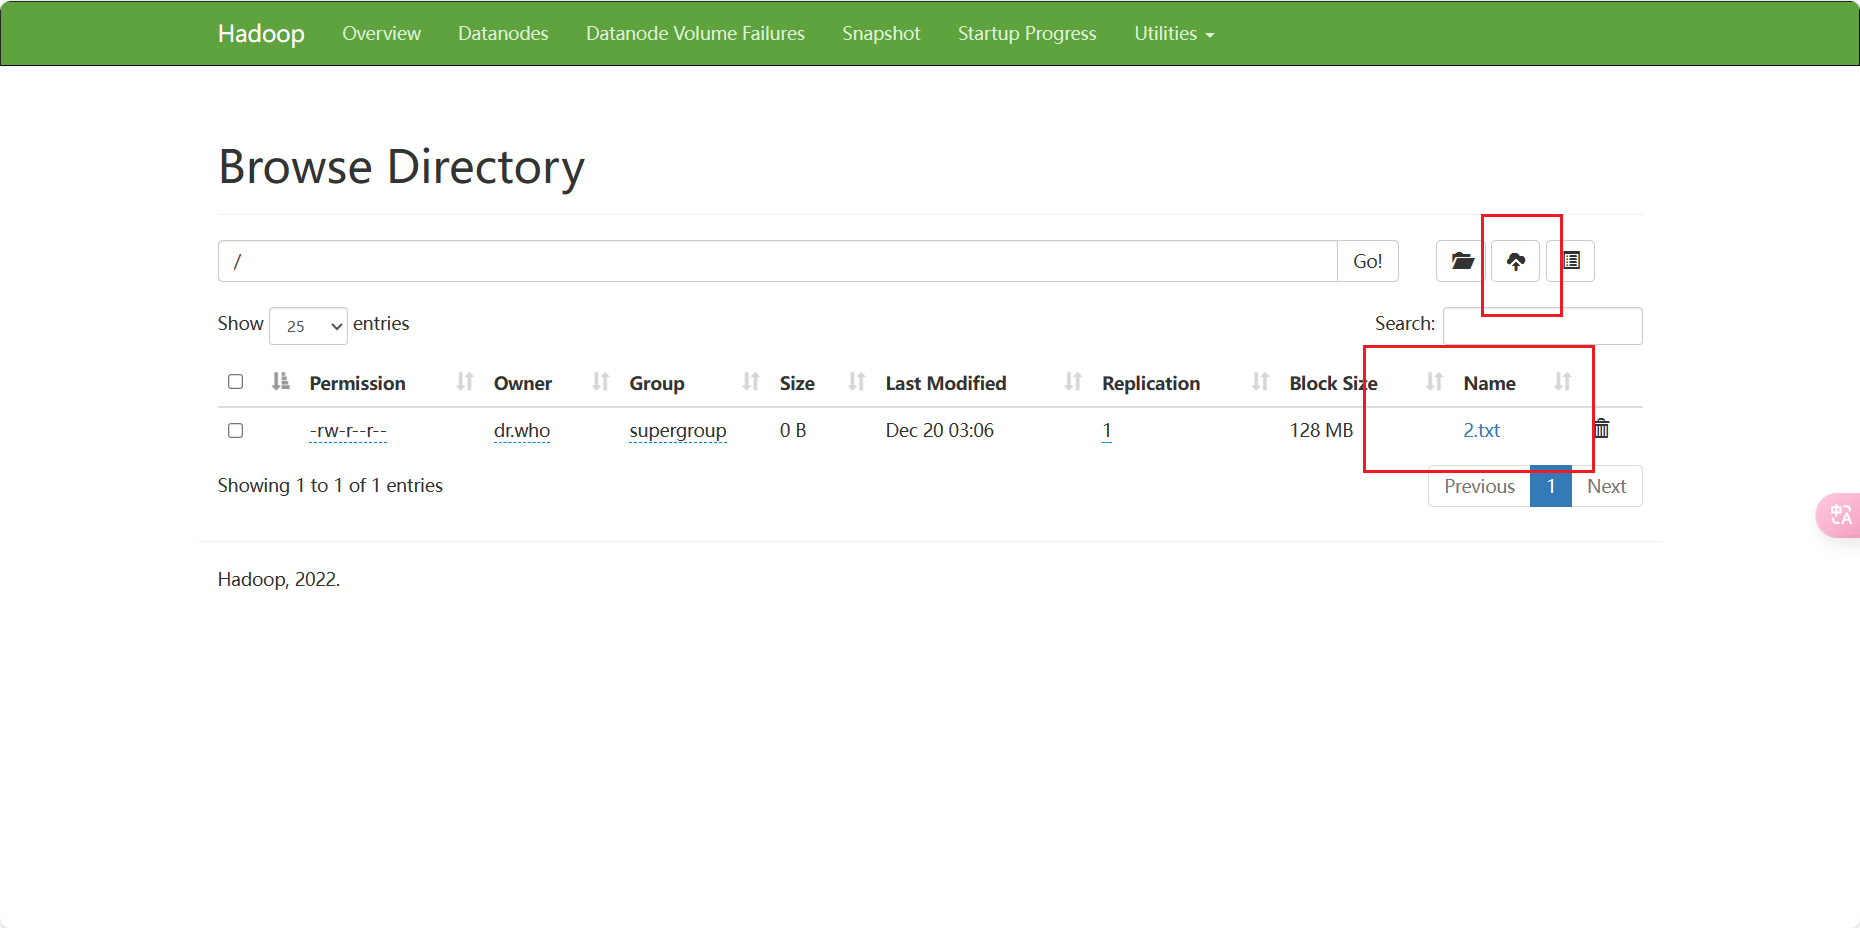 Hadoop Overview Datanodes Datanode Volume Failures Snapshot Startup Progress Utilities
Browse Directory
/ Go!
Show 25 entries Search:
Permission Owner Group Size Last Modified Replication Block Size Name
-rw-r--r-- dr.who supergroup 0 B Dec 20 03:06 1 128 MB 2.txt
Showing 1 to 1 of 1 entries Previous 1 Next
中A
Hadoop, 2022.